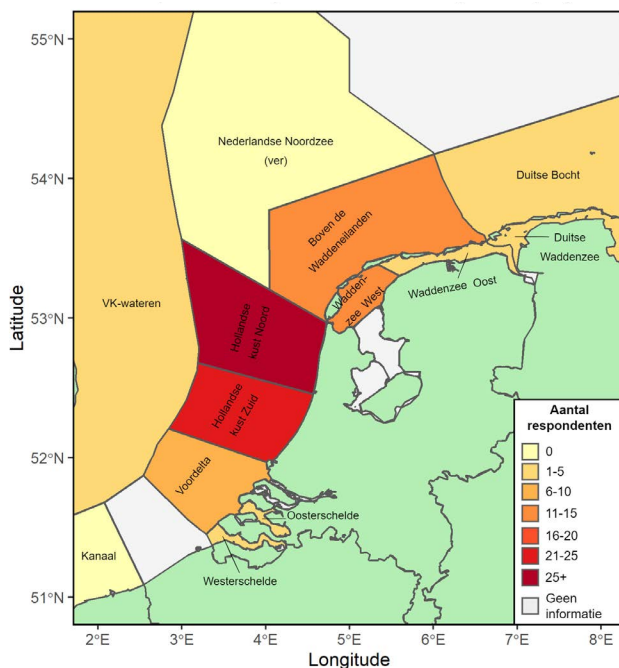 55°N
54°N
53°N
52°N
51°N
Latitude
Nederlandse Noordzee
(ver)
Duitse Bocht
Boven de
Waddeneilanden
Duitse
Waddenzee
Wadden-
zee West
Waddenzee Oost
VK-wateren
Hollandse
kust Noord
Hollandse
kust Zuid
Voordelta
Oosterschelde
Kanaal
Westerschelde
Aantal
respondenten
0
1-5
6-10
11-15
16-20
21-25
25+
Geen
informatie
2°E
3°E
4°E
5°E
6°E
7°E
8°E
Longitude